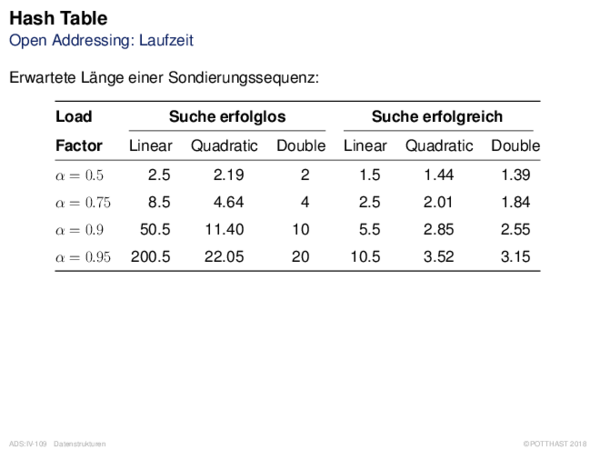 Hash Table
Open Addressing: Laufzeit
Erwartete Länge einer Sondierungssequenz:
Load Suche erfolglos Suche erfolgreich
Factor Linear Quadratic Double Linear Quadratic Double
α = 0.5 2.5 2.19 2 1.5 1.44 1.39
α = 0.75 8.5 4.64 4 2.5 2.01 1.84
α = 0.9 50.5 11.40 10 5.5 2.85 2.55
α = 0.95 200.5 22.05 20 10.5 3.52 3.15
ADS:IV-109 Datenstrukturen ©POTTHAST 2018